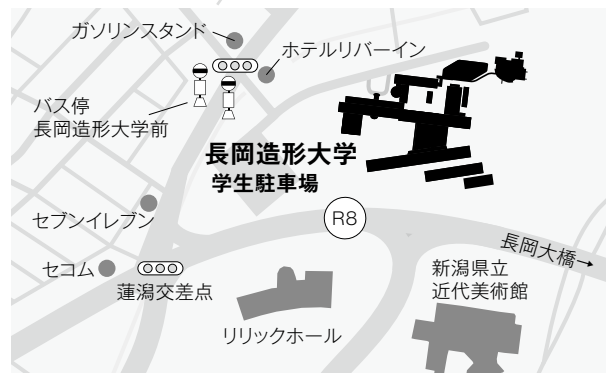 ガソリンスタンド
ホテルリバーイン
バス停
長岡造形大学前
長岡造形大学
学生駐車場
セブンイレブン
R8
長岡大橋→
セコム
蓮潟交差点
新潟県立
近代美術館
リリックホール